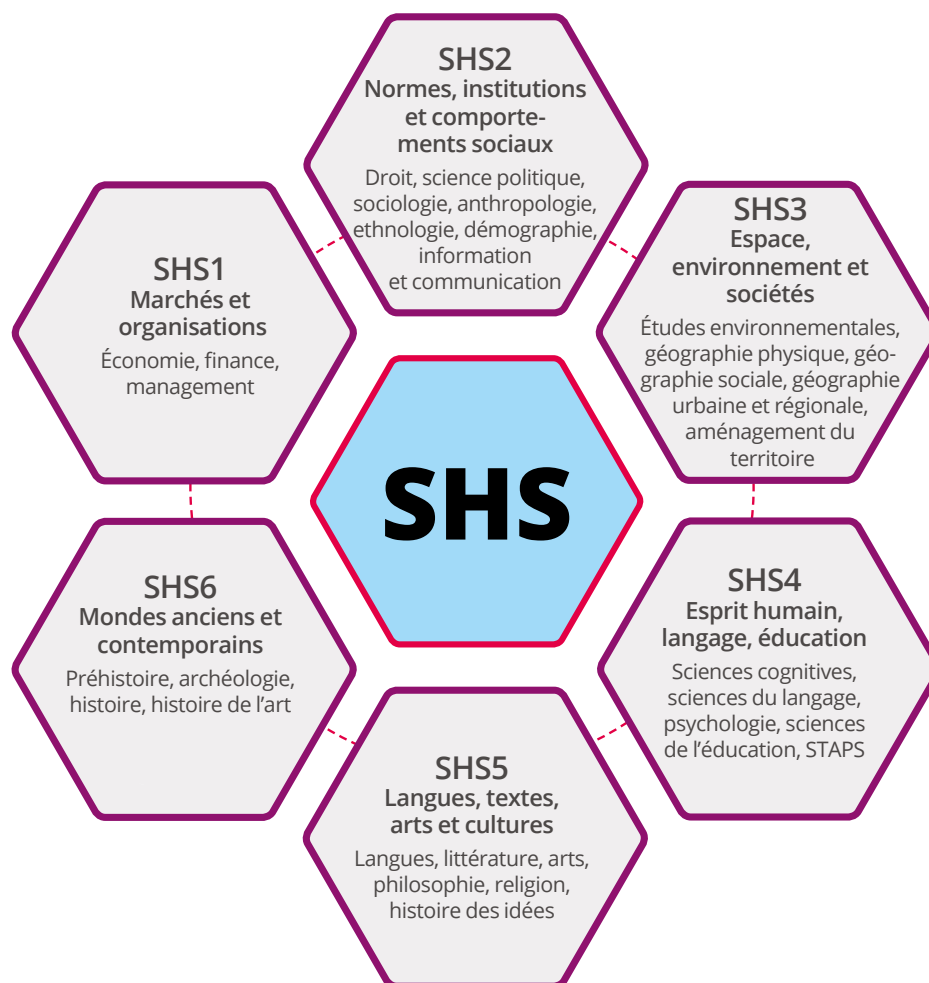 SHS2
Normes, institutions
et comporte-
ments sociaux
Droit, science politique,
sociologie, anthropologie,
ethnologie, démographie,
information
et communication
SHS3
Espace,
environnement et
sociétés
Études environnementales,
géographie physique, géo-
graphie sociale, géographie
urbaine et régionale,
aménagement du
territoire
SHS1
Marchés et
organisations
Économie, finance,
management
SHS
SHS4
Esprit humain,
langage, éducation
Sciences cognitives,
sciences du langage,
psychologie, sciences
de l’éducation, STAPS
SHS6
Mondes anciens et
contemporains
Préhistoire, archéologie,
histoire, histoire de l’art
SHS5
Langues, textes,
arts et cultures
Langues, littérature, arts,
philosophie, religion,
histoire des idées